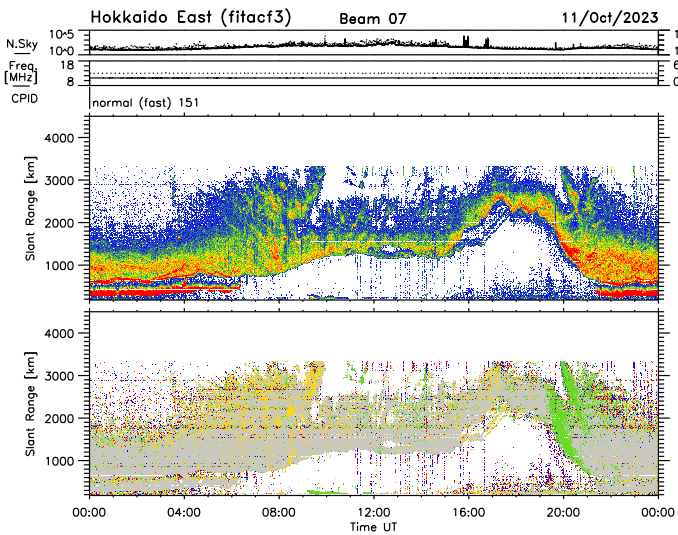 Hokkaido East (fitacf3) Beam 07 11/Oct/2023
N.Sky 10^5 10^0 1 1
Freq. [MHz] 18 8 6 0
CPID normal (fast) 151
Slant Range [km] 4000 3000 2000 1000
Slant Range [km] 4000 3000 2000 1000
00:00 04:00 08:00 12:00 16:00 20:00 00:00
Time UT